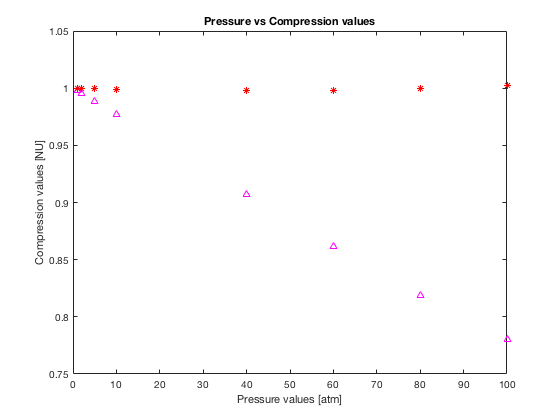 Pressure vs Compression values
1.05
1
0.95
0.9
0.85
0.8
0.75
Compression values [NU]
0 10 20 30 40 50 60 70 80 90 100
Pressure values [atm]